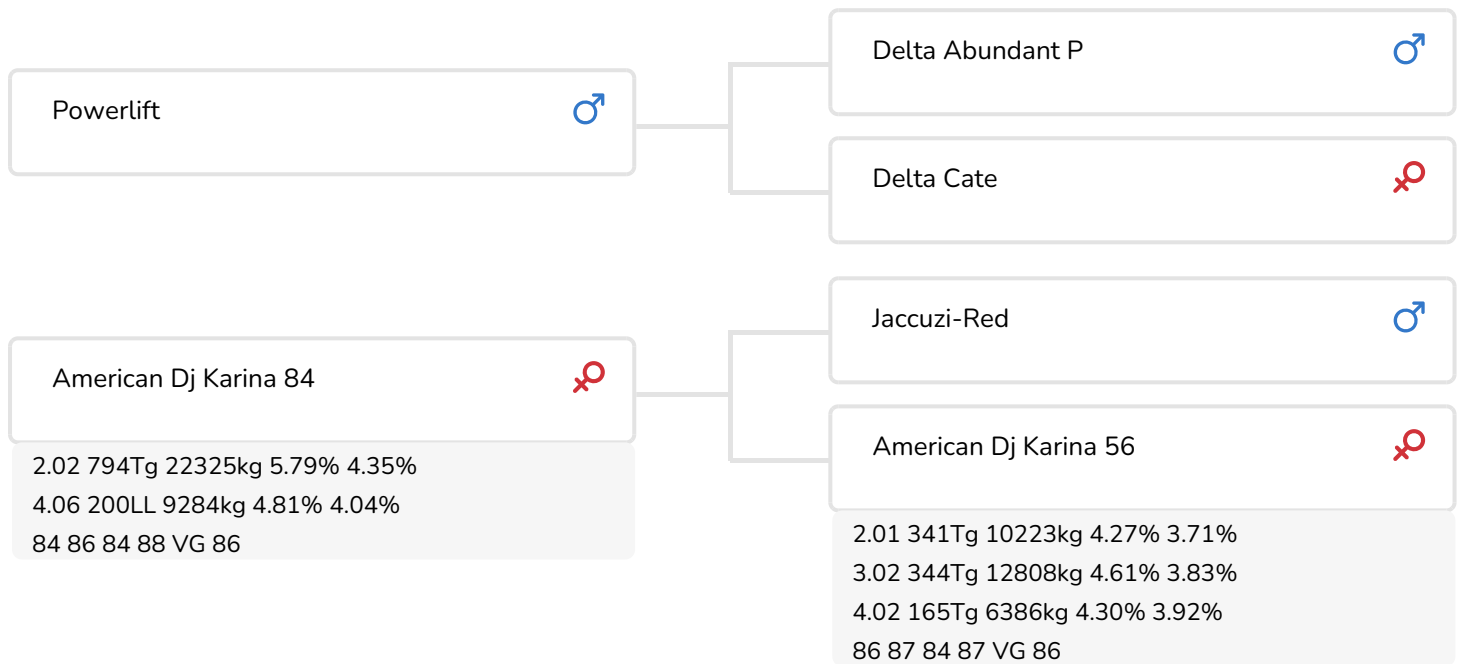 Powerlift
American Dj Karina 84
2.02 794Tg 22325kg 5.79% 4.35%
4.06 200LL 9284kg 4.81% 4.04%
84 86 84 88 VG 86
Delta Abundant P
Delta Cate
Jaccuzi-Red
American Dj Karina 56
2.01 341Tg 10223kg 4.27% 3.71%
3.02 344Tg 12808kg 4.61% 3.83%
4.02 165Tg 6386kg 4.30% 3.92%
86 87 84 87 VG 86